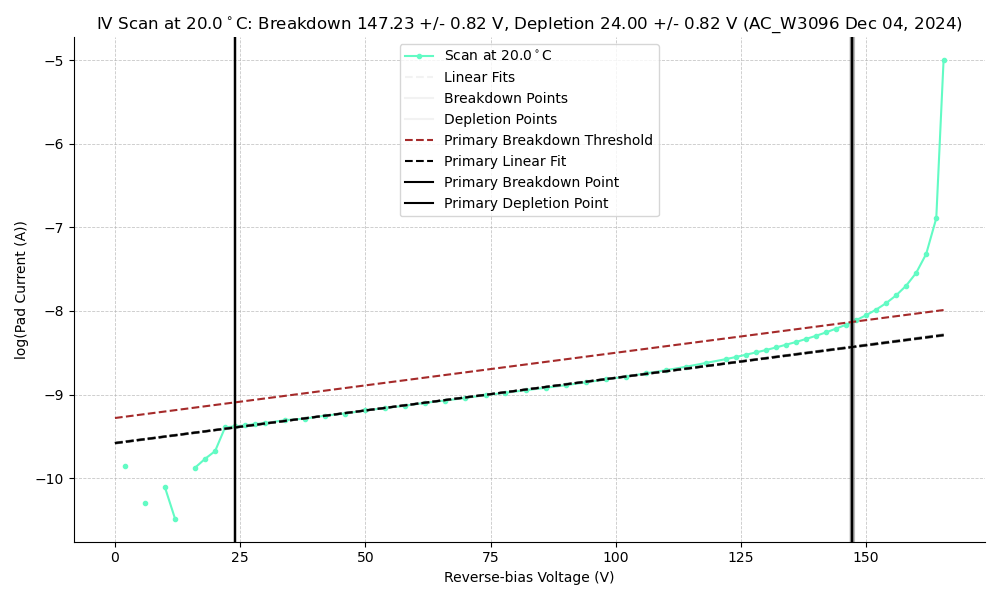 IV Scan at 20.0°C: Breakdown 147.23 +/- 0.82 V, Depletion 24.00 +/- 0.82 V (AC_W3096 Dec 04, 2024)
Scan at 20.0°C
Linear Fits
Breakdown Points
Depletion Points
Primary Breakdown Threshold
Primary Linear Fit
Primary Breakdown Point
Primary Depletion Point
log(Pad Current (A))
−5
−6
−7
−8
−9
−10
0
25
50
75
100
125
150
Reverse-bias Voltage (V)